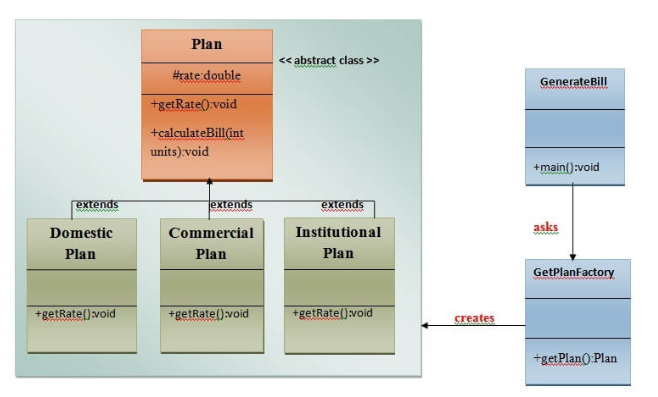 Plan
<< abstract class >>
#rate:double
+getRate():void
+calculateBill(int
units):void
extends
extends
extends
Domestic
Plan
+getRate():void
Commercial
Plan
+getRate():void
Institutional
Plan
+getRate():void
GenerateBill
+main():void
asks
GetPlanFactory
+getPlan():Plan
creates